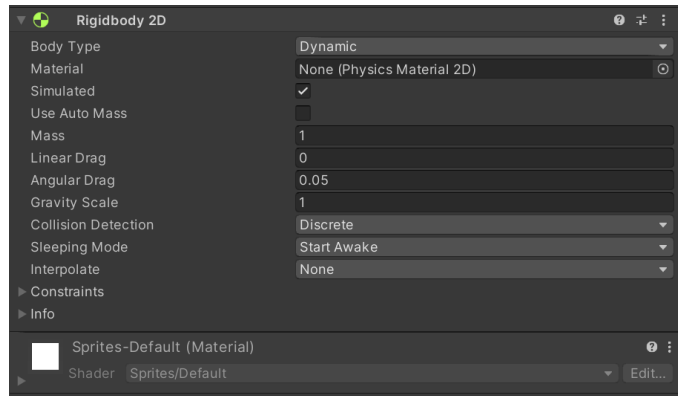 Rigidbody 2D
Body Type Dynamic
Material None (Physics Material 2D)
Simulated
Use Auto Mass
Mass 1
Linear Drag 0
Angular Drag 0.05
Gravity Scale 1
Collision Detection Discrete
Sleeping Mode Start Awake
Interpolate None
Constraints
Info
Sprites-Default (Material)
Shader Sprites/Default Edit...